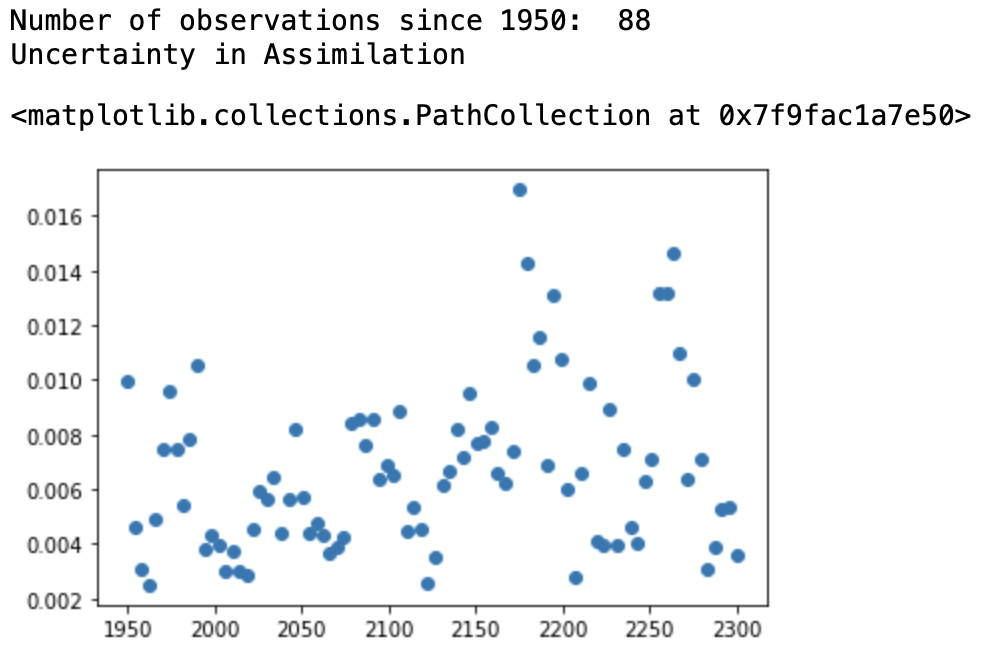 Number of observations since 1950:  88
Uncertainty in Assimilation
<matplotlib.collections.PathCollection at 0x7f9fac1a7e50>
0.016
0.014
0.012
0.010
0.008
0.006
0.004
0.002
1950 2000 2050 2100 2150 2200 2250 2300